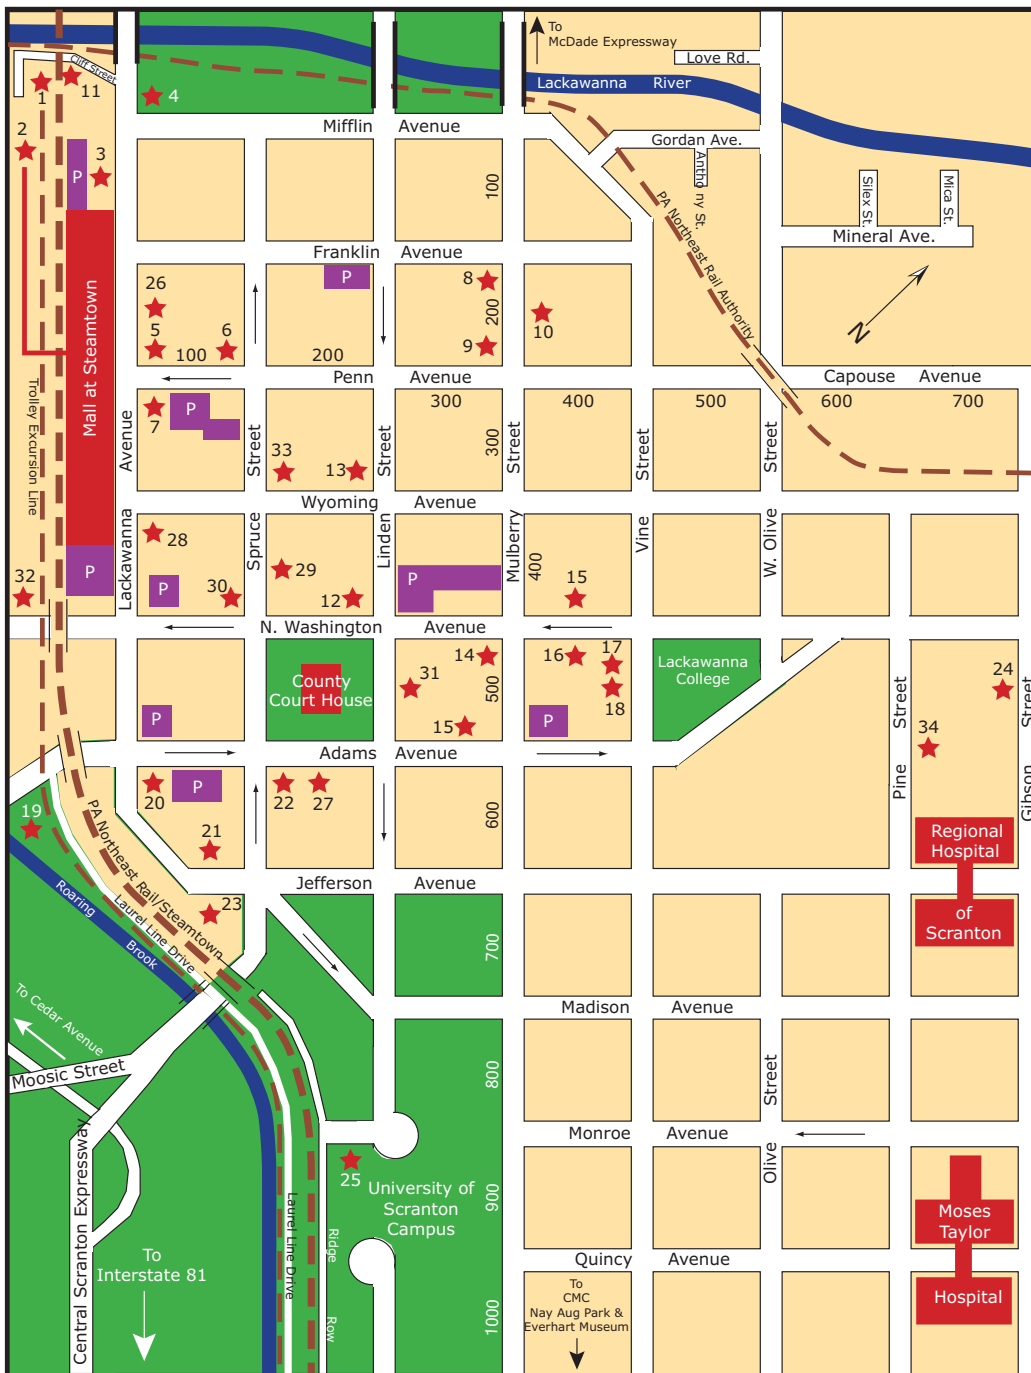 To
McDade Expressway
Love Rd.
Cliff Street
Lackawanna River
1
11
4
2
3
P
Mifflin Avenue
Gordan Ave.
Antho ny St.
Silex St.
Mica St.
100
PA Northeast Rail Authority
Mineral Ave.
Franklin Avenue
26
P
8
200
10
N
5
6
9
100
200
Mall at Steamtown
Trolley Excursion Line
Penn Avenue
Capouse Avenue
7
P
300
400
500
600
700
Avenue
Street
Street
300
Street
Street
Street
33
13
Wyoming Avenue
Lackawanna
Spruce
Linden
Mulberry
Vine
W. Olive
28
P
32
P
30
29
12
P
400
15
N. Washington Avenue
County
Court House
14
31
500
15
16
17
18
P
Lackawanna
College
24
34
Pine Street
Gibson Street
P
Adams Avenue
20
P
21
22
27
600
19
PA Northeast Rail/Steamtown
Laurel Line Drive
Roaring Brook
Regional
Hospital
of
Scranton
Jefferson Avenue
23
700
To Cedar Avenue
Madison Avenue
Moosic Street
800
Olive Street
Monroe Avenue
Central Scranton Expressway
25
University of
Scranton
Campus
900
Moses
Taylor
Hospital
Laurel Line Drive
Ridge Row
To
Interstate 81
Quincy Avenue
1000
To
CMC
Nay Aug Park &
Everhart Museum